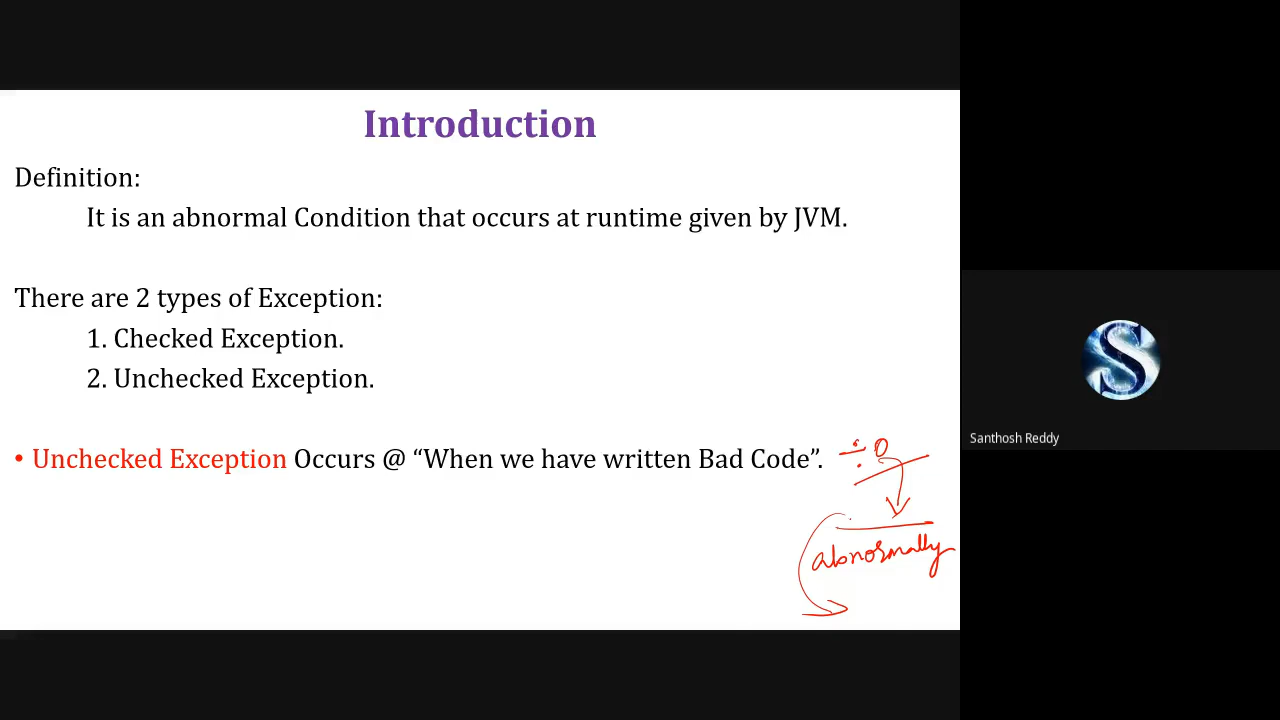 Introduction
Definition:
It is an abnormal Condition that occurs at runtime given by JVM.
There are 2 types of Exception:
1. Checked Exception.
2. Unchecked Exception.
• Unchecked Exception Occurs @ “When we have written Bad Code”. ÷ 0
abnormally
S
Santhosh Reddy